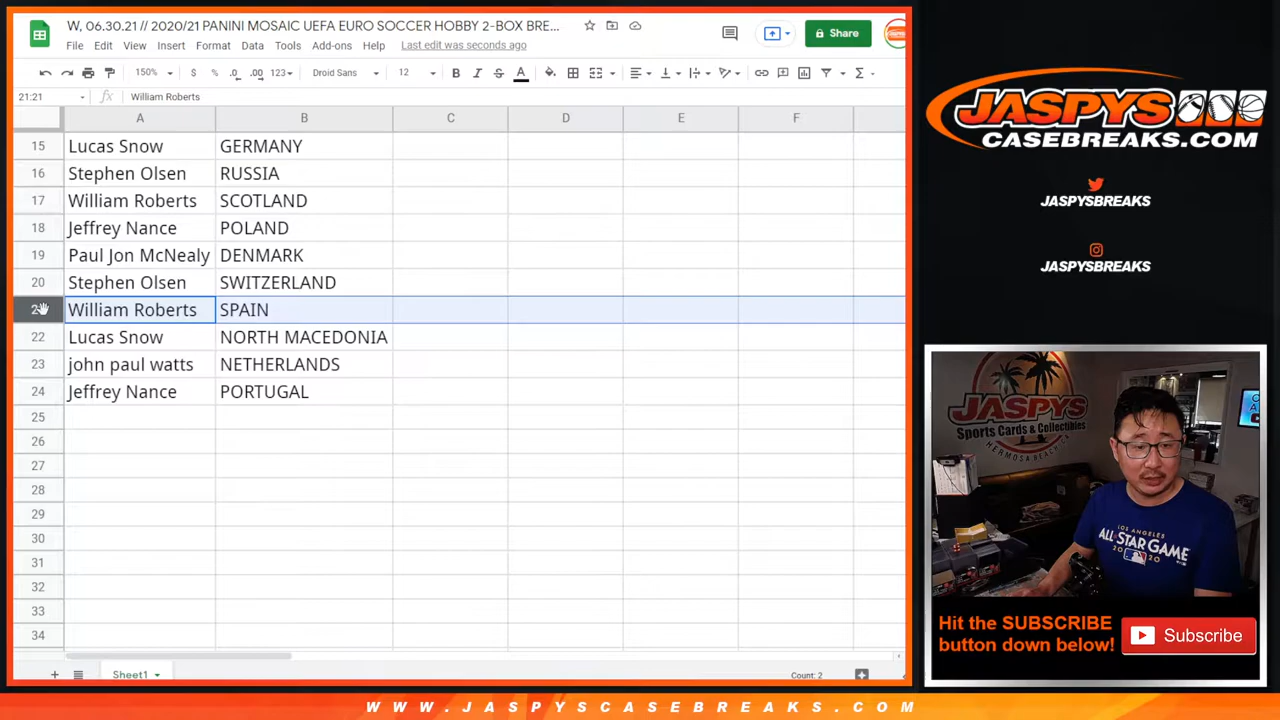 W, 06.30.21 // 2020/21 PANINI MOSAIC UEFA EURO SOCCER HOBBY 2-BOX BRE...
File Edit View Insert Format Data Tools Add-ons Help Last edit was seconds ago
Share
150% $ % .0 .00 123 Droid Sans 12 B I S A
21:21 fx William Roberts
A B C D E F
15 Lucas Snow GERMANY
16 Stephen Olsen RUSSIA
17 William Roberts SCOTLAND
18 Jeffrey Nance POLAND
19 Paul Jon McNealy DENMARK
20 Stephen Olsen SWITZERLAND
William Roberts SPAIN
22 Lucas Snow NORTH MACEDONIA
23 john paul watts NETHERLANDS
24 Jeffrey Nance PORTUGAL
25
26
27
28
29
30
31
32
33
34
Sheet1
Count: 2
JASPYS
CASEBREAKS.COM
JASPYSBREAKS
JASPYSBREAKS
JASPYS
Sports Cards & Collectibles
HERMOSA BEACH, CA
LOS ANGELES
ALL STAR GAME
2020
Hit the SUBSCRIBE
button down below!
Subscribe
WWW.JASPYSCASEBREAKS.COM